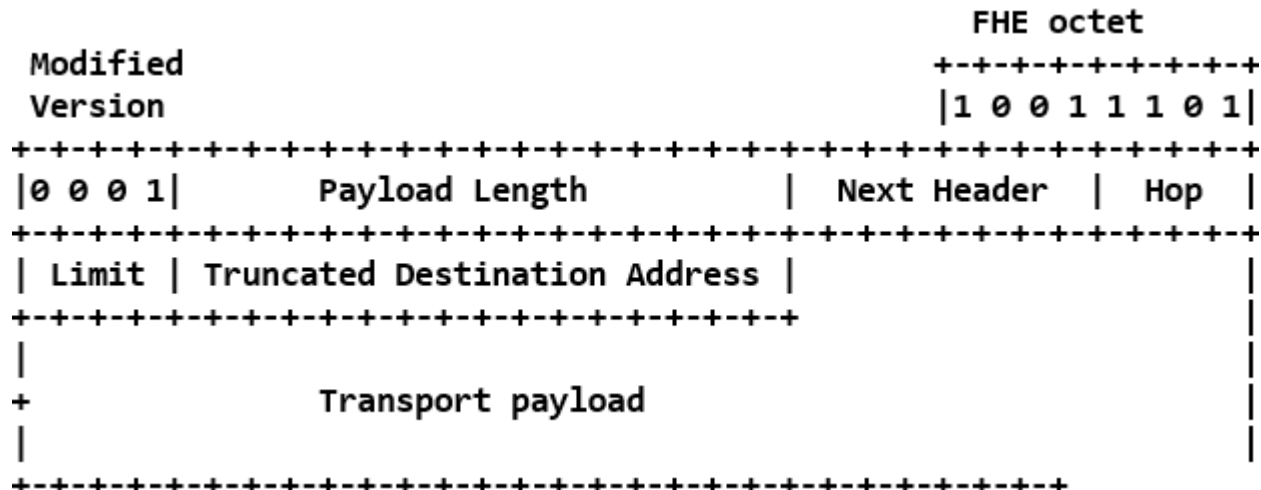 FHE octet
 Modified                                       +-+-+-+-+-+-+-+-+
 Version                                        |1 0 0 1 1 1 0 1|
+-+-+-+-+-+-+-+-+-+-+-+-+-+-+-+-+-+-+-+-+-+-+-+-+-+-+-+-+-+-+-+-+
|0 0 0 1|       Payload Length          |  Next Header  |  Hop  |
+-+-+-+-+-+-+-+-+-+-+-+-+-+-+-+-+-+-+-+-+-+-+-+-+-+-+-+-+-+-+-+-+
| Limit | Truncated Destination Address |                       |
+-+-+-+-+-+-+-+-+-+-+-+-+-+-+-+-+-+-+-+-+                       |
|                                                               |
+               Transport payload                               |
|                                                               |
+-+-+-+-+-+-+-+-+-+-+-+-+-+-+-+-+-+-+-+-+-+-+-+-+-+-+-+